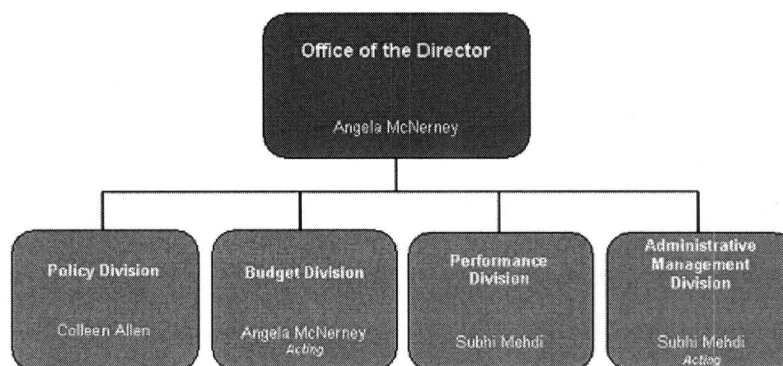 Office of the Director
Angela McNerney
Policy Division
Colleen Allen
Budget Division
Angela McNerney
Acting
Performance
Division
Subhi Mehdi
Administrative
Management
Division
Subhi Mehdi
Acting